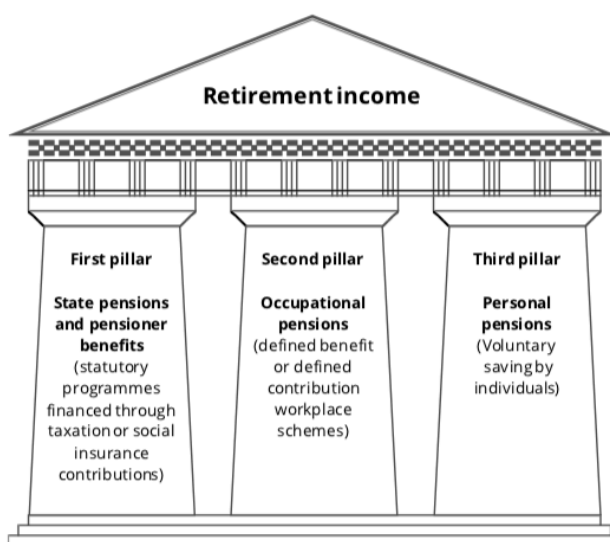 Retirement income
First pillar
State pensions
and pensioner
benefits
(statutory
programmes
financed through
taxation or social
insurance
contributions)
Second pillar
Occupational
pensions
(defined benefit
or defined
contribution
workplace
schemes)
Third pillar
Personal
pensions
(Voluntary
saving by
individuals)